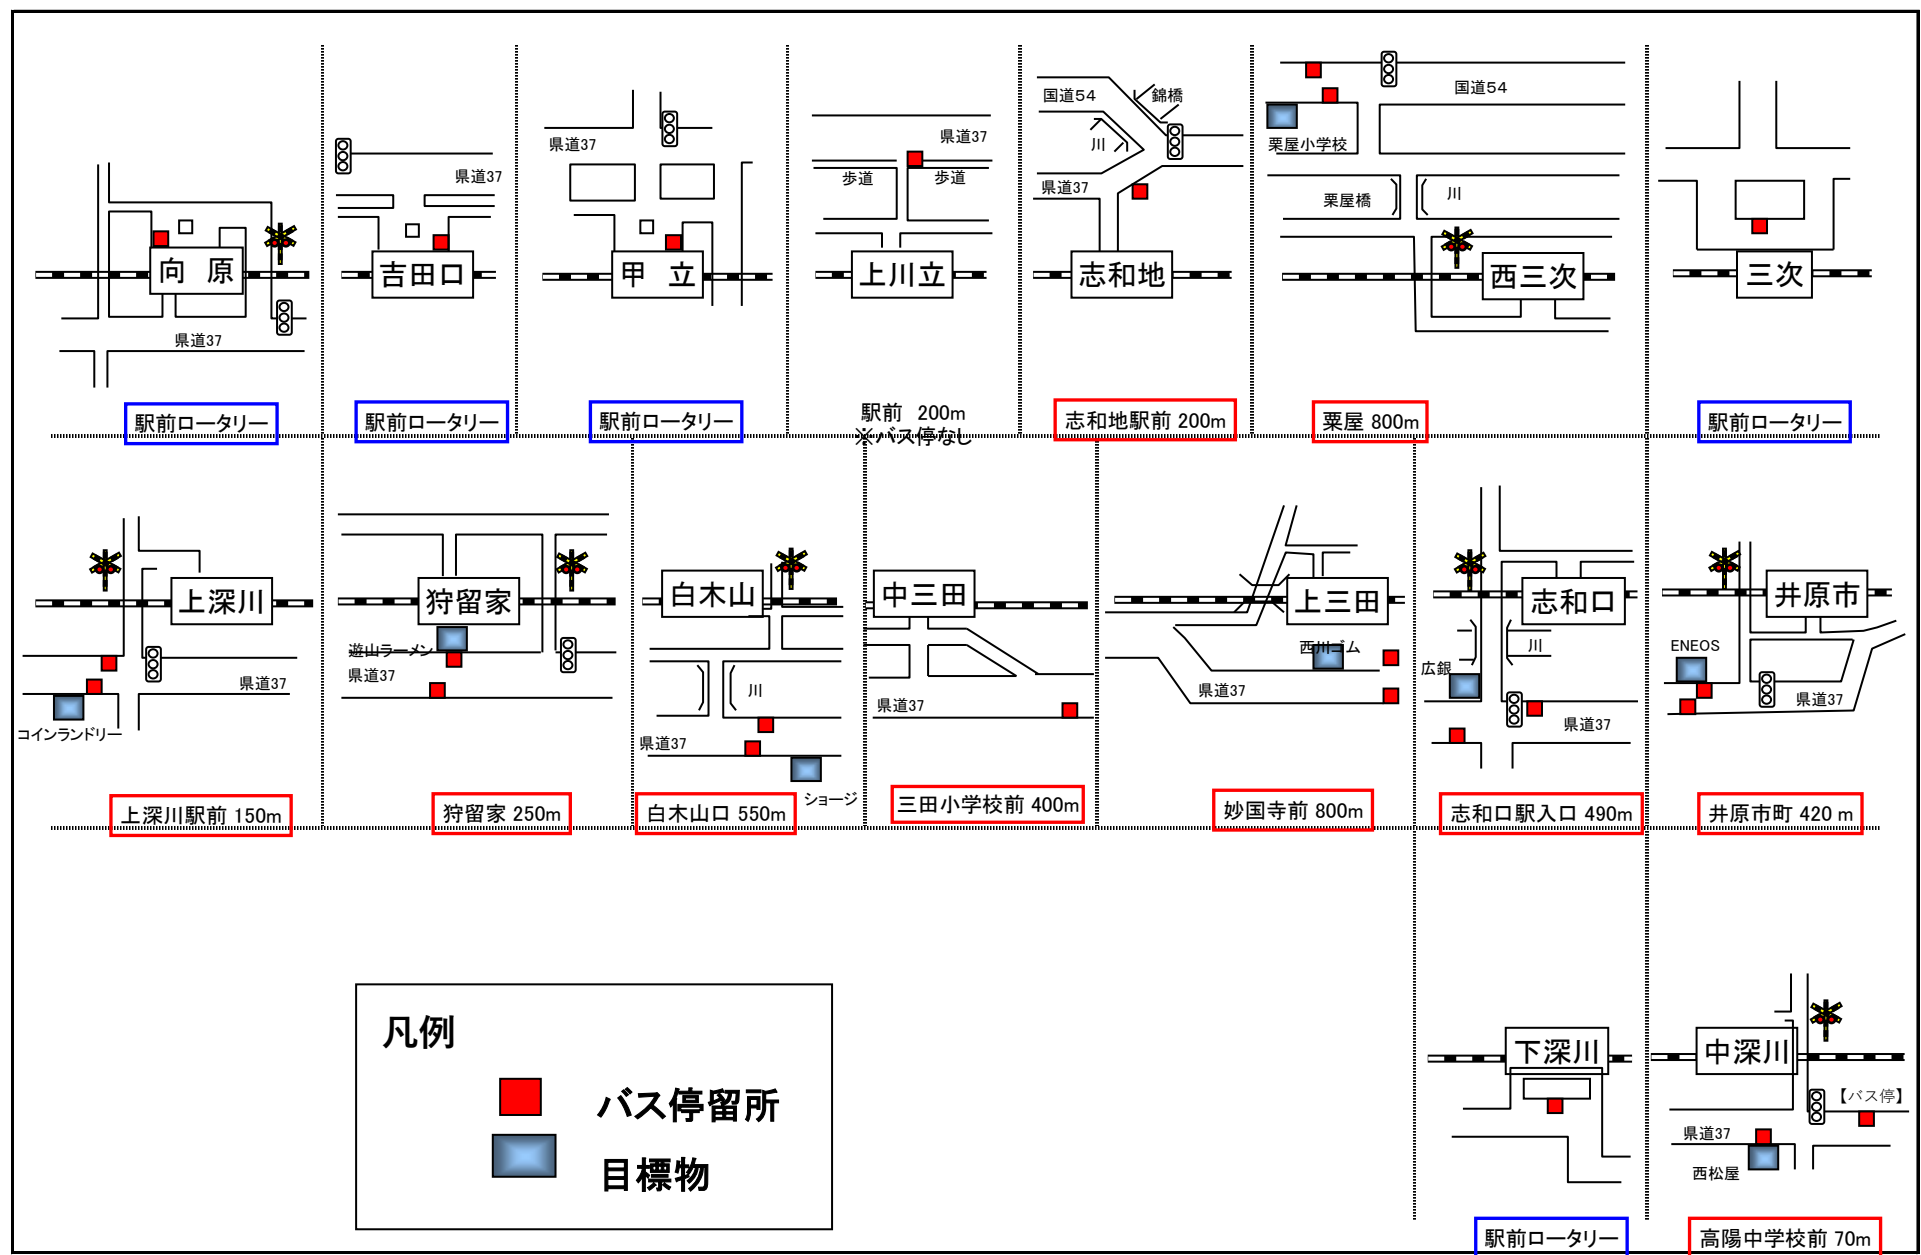 国道54
錦橋
川
県道37
志和地
志和地駅前 200m
国道54
栗屋小学校
栗屋橋
川
西三次
粟屋 800m
三次
駅前ロータリー
県道37
歩道
歩道
上川立
駅前 200m
※バス停なし
県道37
甲 立
駅前ロータリー
県道37
吉田口
駅前ロータリー
向 原
県道37
駅前ロータリー
上深川
県道37
コインランドリー
上深川駅前 150m
狩留家
遊山ラーメン
県道37
狩留家 250m
白木山
川
県道37
ショージ
白木山口 550m
中三田
県道37
三田小学校前 400m
上三田
西川ゴム
県道37
妙国寺前 800m
志和口
川
広銀
県道37
志和口駅入口 490m
井原市
ENEOS
県道37
井原市町 420 m
凡例
バス停留所
目標物
下深川
駅前ロータリー
中深川
【バス停】
県道37
西松屋
高陽中学校前 70m